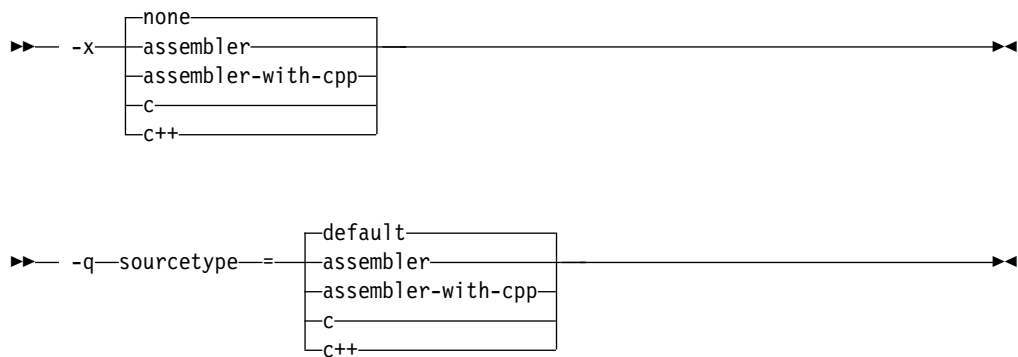 none
-x assembler
assembler-with-cpp
c
c++
default
-q sourcetype = assembler
assembler-with-cpp
c
c++